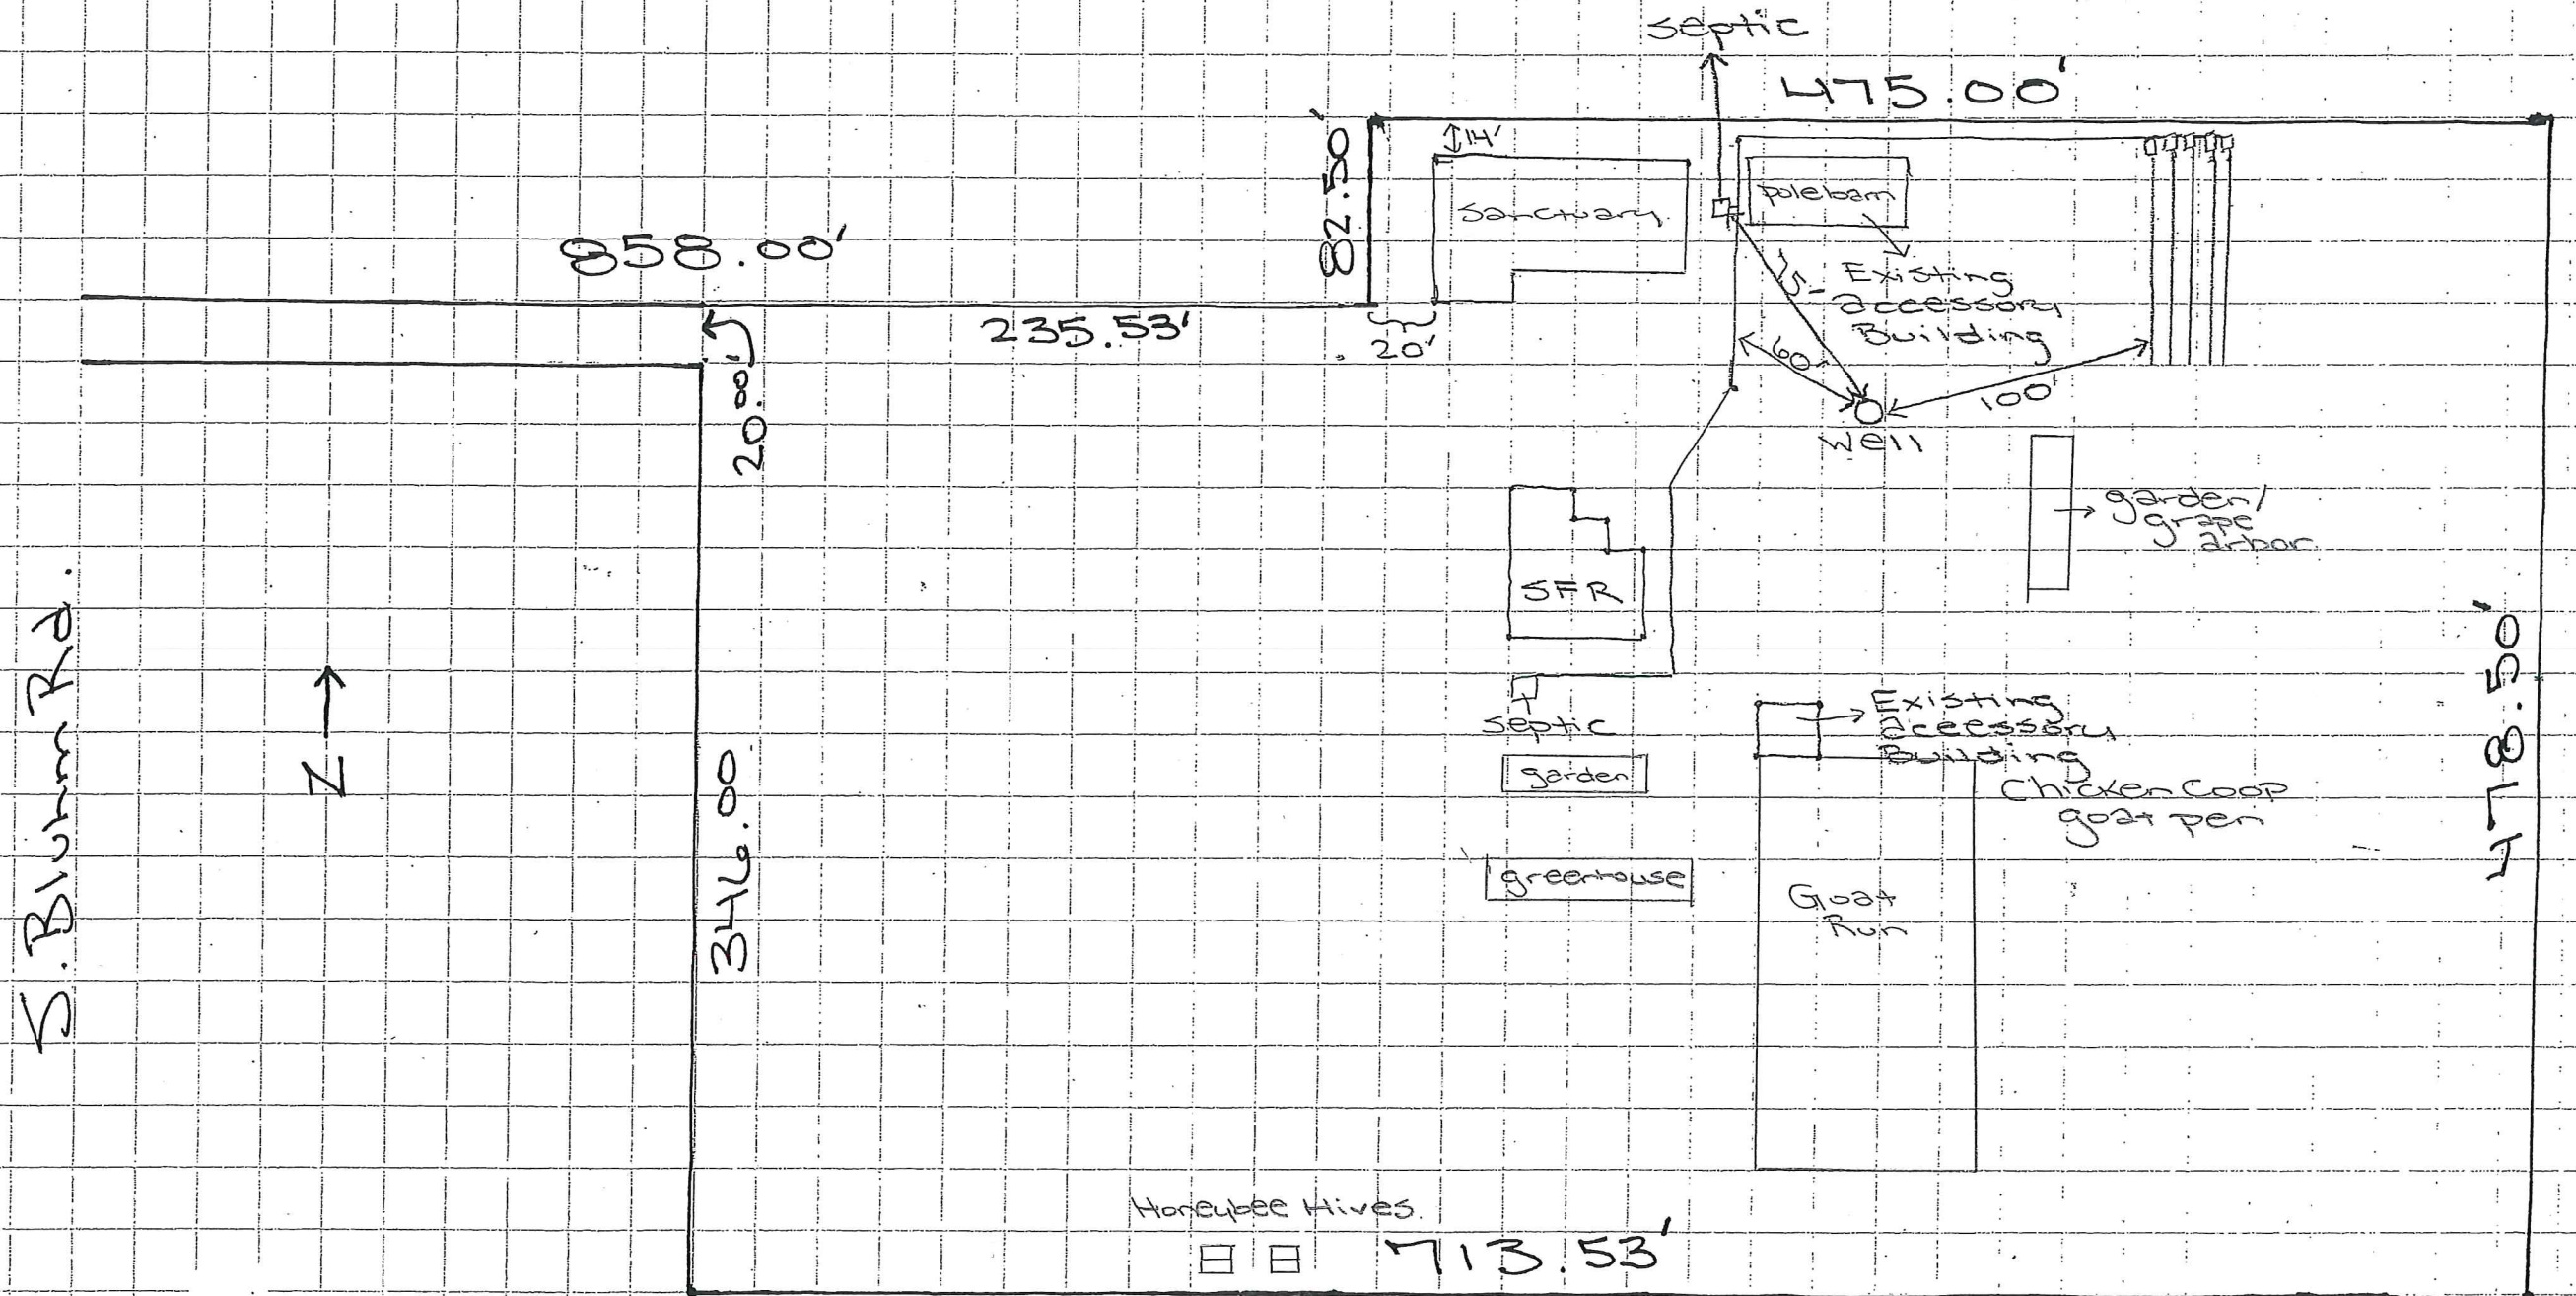 septic
475.00'
82.50'
14'
Sanctuary
polebarn
858.00'
Existing
accessory
Building
235.53'
20'
20.00'
60'
100'
well
garden/
grape
arbor
SFR
S. Blumm Rd.
N
478.50'
septic
Existing
accessory
Building
garden
Chicken Coop
goat pen
346.00
greenhouse
Goat
Run
Honeybee Hives
713.53'